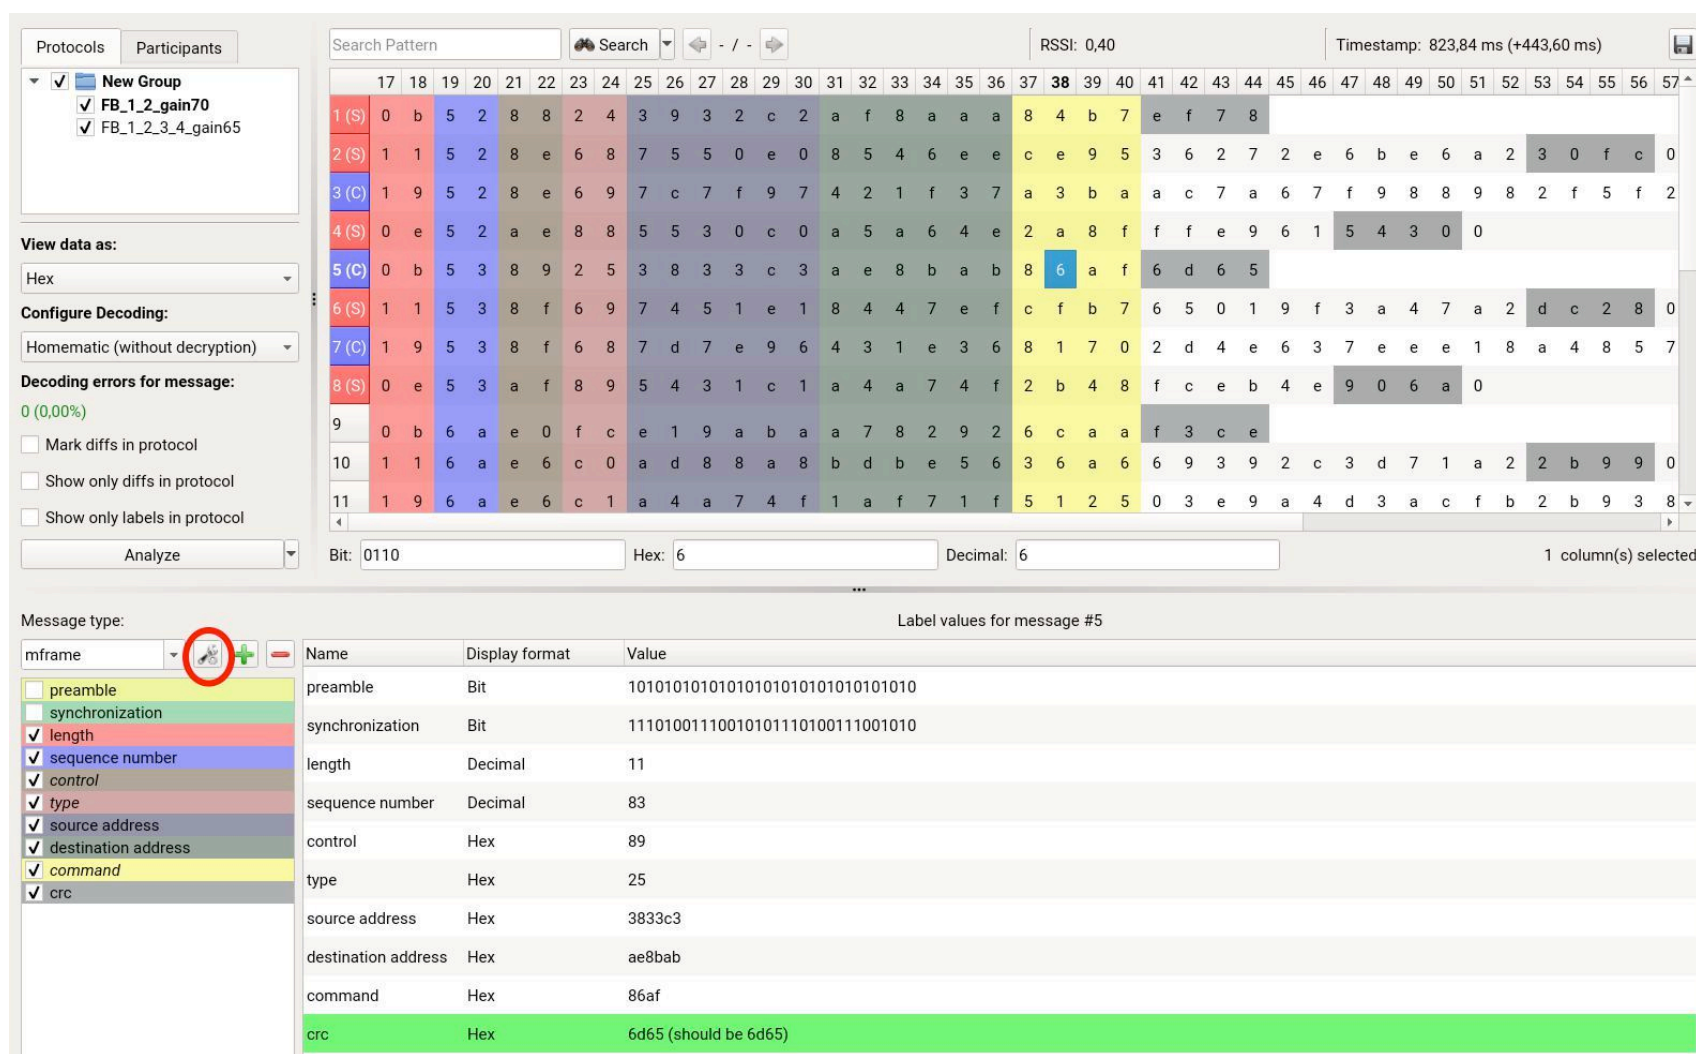 Protocols Participants
New Group
FB_1_2_gain70
FB_1_2_3_4_gain65
View data as:
Hex
Configure Decoding:
Homematic (without decryption)
Decoding errors for message:
0 (0,00%)
Mark diffs in protocol
Show only diffs in protocol
Show only labels in protocol
Analyze
Search Pattern Search - / - RSSI: 0,40 Timestamp: 823,84 ms (+443,60 ms)
17 18 19 20 21 22 23 24 25 26 27 28 29 30 31 32 33 34 35 36 37 38 39 40 41 42 43 44 45 46 47 48 49 50 51 52 53 54 55 56 57
1 (S) 0 b 5 2 8 8 2 4 3 9 3 2 c 2 a f 8 a a a 8 4 b 7 e f 7 8
2 (S) 1 1 5 2 8 e 6 8 7 5 5 0 e 0 8 5 4 6 e e c e 9 5 3 6 2 7 2 e 6 b e 6 a 2 3 0 f c 0
3 (C) 1 9 5 2 8 e 6 9 7 c 7 f 9 7 4 2 1 f 3 7 a 3 b a a c 7 a 6 7 f 9 8 8 9 8 2 f 5 f 2
4 (S) 0 e 5 2 a e 8 8 5 5 3 0 c 0 a 5 a 6 4 e 2 a 8 f f f e 9 6 1 5 4 3 0 0
5 (C) 0 b 5 3 8 9 2 5 3 8 3 3 c 3 a e 8 b a b 8 6 a f 6 d 6 5
6 (S) 1 1 5 3 8 f 6 9 7 4 5 1 e 1 8 4 4 7 e f c f b 7 6 5 0 1 9 f 3 a 4 7 a 2 d c 2 8 0
7 (C) 1 9 5 3 8 f 6 8 7 d 7 e 9 6 4 3 1 e 3 6 8 1 7 0 2 d 4 e 6 3 7 e e e 1 8 a 4 8 5 7
8 (S) 0 e 5 3 a f 8 9 5 4 3 1 c 1 a 4 a 7 4 f 2 b 4 8 f c e b 4 e 9 0 6 a 0
9 0 b 6 a e 0 f c e 1 9 a b a a 7 8 2 9 2 6 c a a f 3 c e
10 1 1 6 a e 6 c 0 a d 8 8 a 8 b d b e 5 6 3 6 a 6 6 9 3 9 2 c 3 d 7 1 a 2 2 b 9 9 0
11 1 9 6 a e 6 c 1 a 4 a 7 4 f 1 a f 7 1 f 5 1 2 5 0 3 e 9 a 4 d 3 a c f b 2 b 9 3 8
Bit: 0110 Hex: 6 Decimal: 6 1 column(s) selected
Message type:
mframe
preamble
synchronization
length
sequence number
control
type
source address
destination address
command
crc
Label values for message #5
Name Display format Value
preamble Bit 10101010101010101010101010101010
synchronization Bit 11101001110010101110100111001010
length Decimal 11
sequence number Decimal 83
control Hex 89
type Hex 25
source address Hex 3833c3
destination address Hex ae8bab
command Hex 86af
crc Hex 6d65 (should be 6d65)